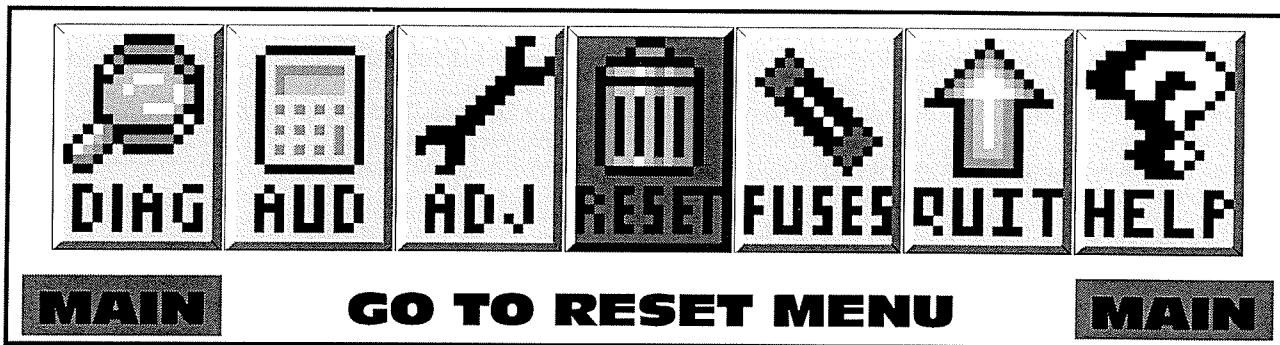 DIAG AUD ADJ RESET FUSES QUIT HELP
MAIN GO TO RESET MENU MAIN